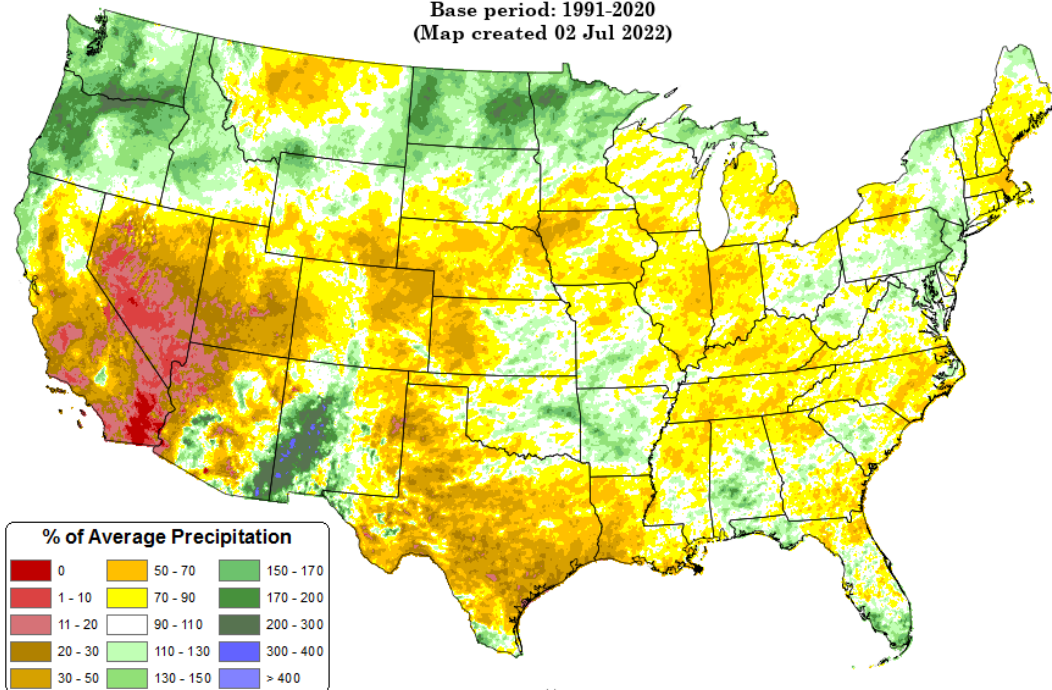 Base period: 1991-2020
(Map created 02 Jul 2022)
% of Average Precipitation
0
50 - 70
150 - 170
1 - 10
70 - 90
170 - 200
11 - 20
90 - 110
200 - 300
20 - 30
110 - 130
300 - 400
30 - 50
130 - 150
> 400